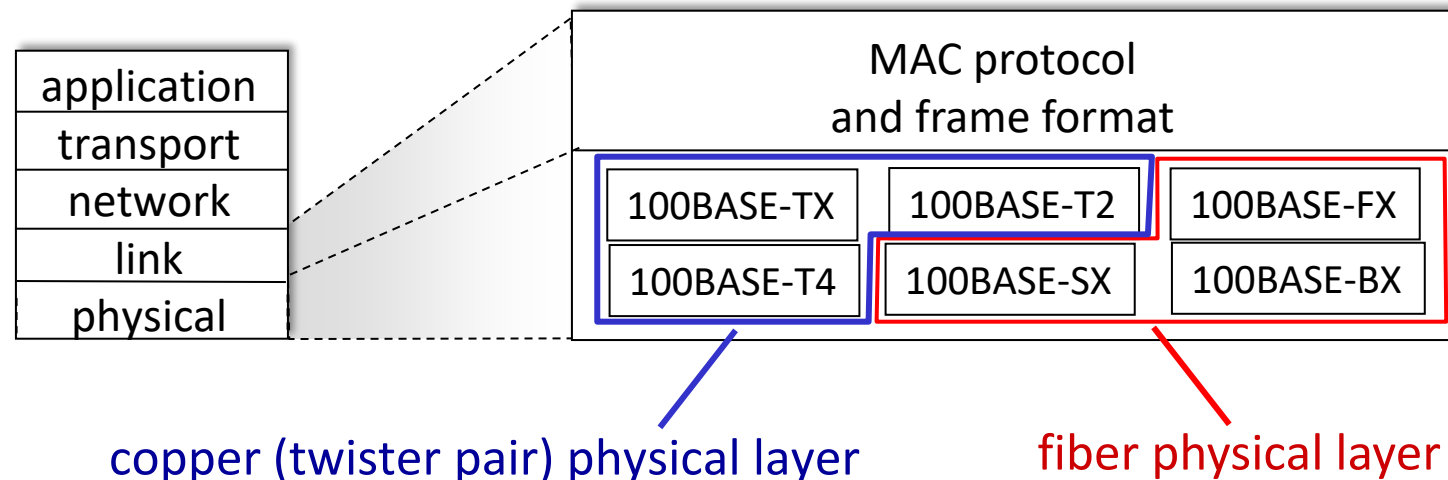 application
transport
network
link
physical
MAC protocol
and frame format
100BASE-TX
100BASE-T2
100BASE-FX
100BASE-T4
100BASE-SX
100BASE-BX
copper (twister pair) physical layer
fiber physical layer